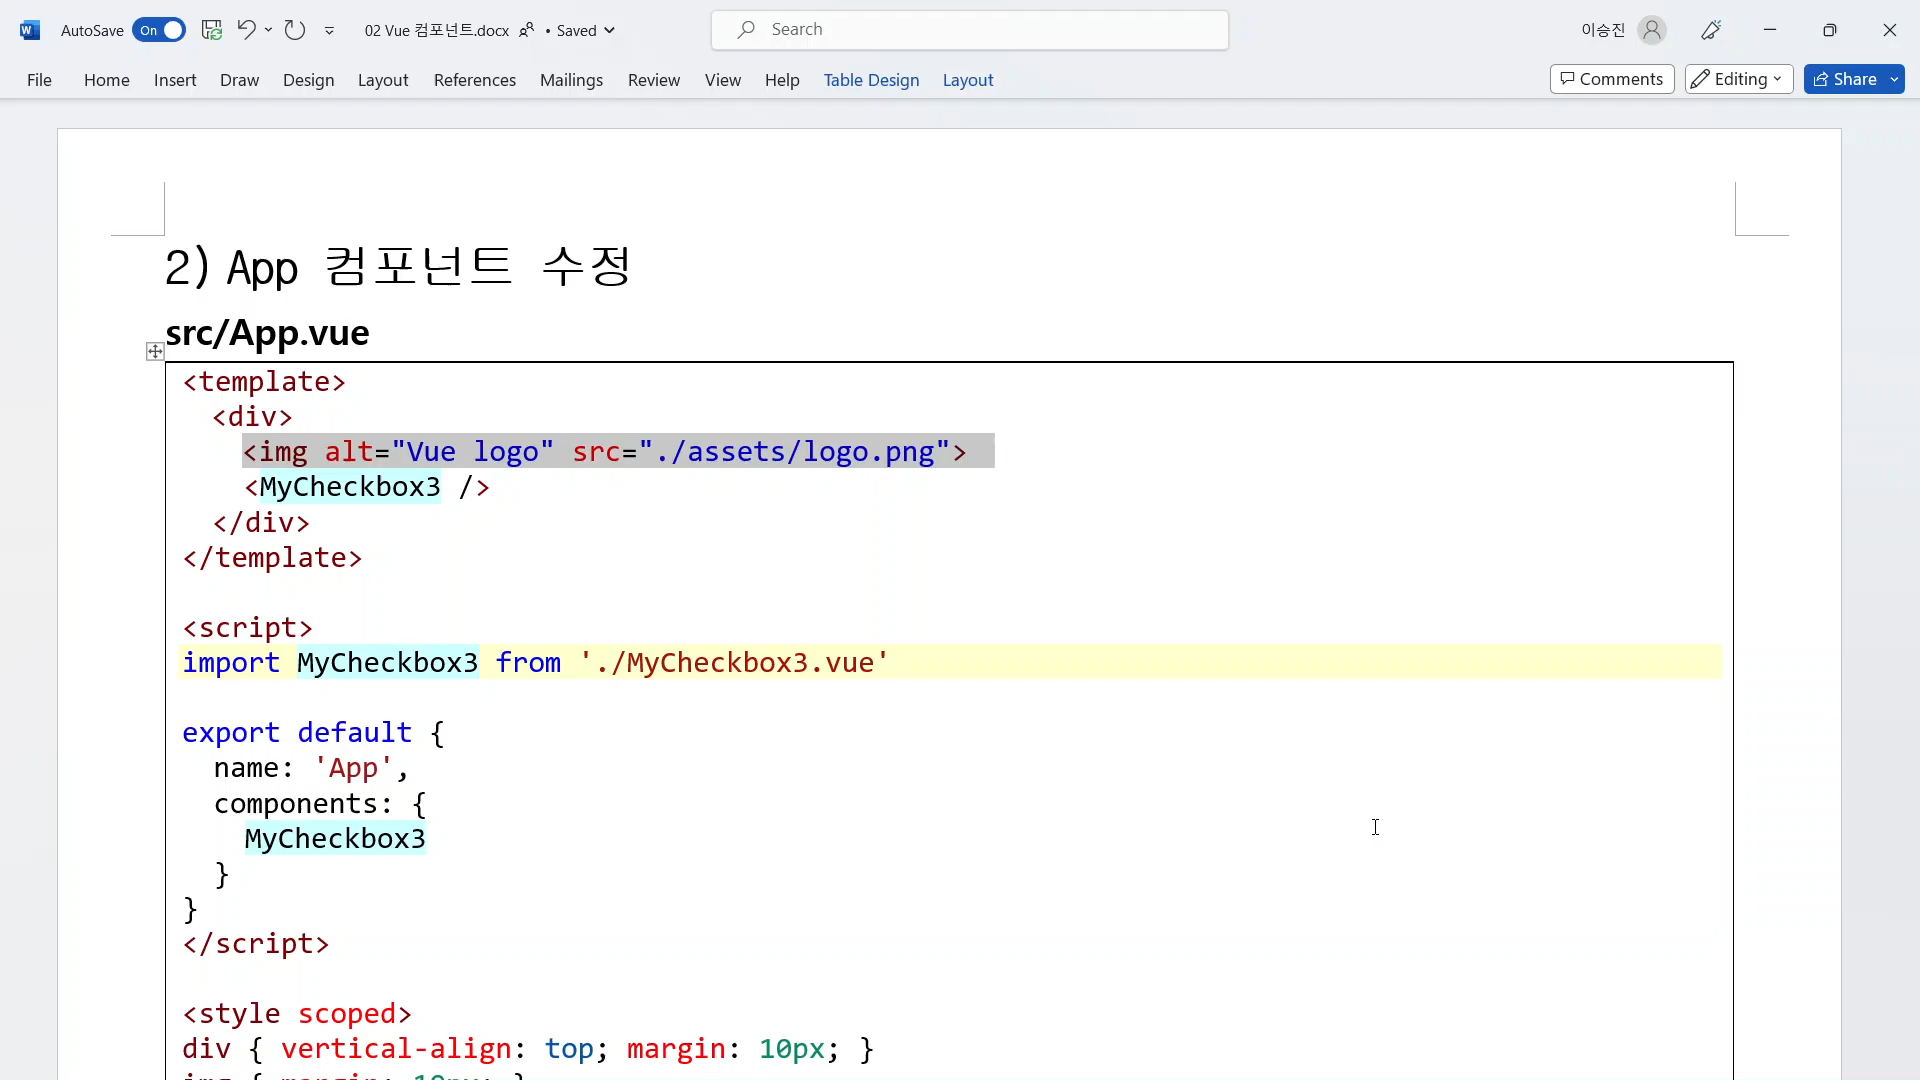 AutoSave On 02 Vue 컴포넌트.docx • Saved Search 이승진
File Home Insert Draw Design Layout References Mailings Review View Help Table Design Layout Comments Editing Share
2) App 컴포넌트 수정
src/App.vue
<template>
  <div>
    <img alt="Vue logo" src="./assets/logo.png">
    <MyCheckbox3 />
  </div>
</template>
<script>
import MyCheckbox3 from './MyCheckbox3.vue'
export default {
  name: 'App',
  components: {
    MyCheckbox3
  }
}
</script>
<style scoped>
div { vertical-align: top; margin: 10px; }
img { margin: 10px; }